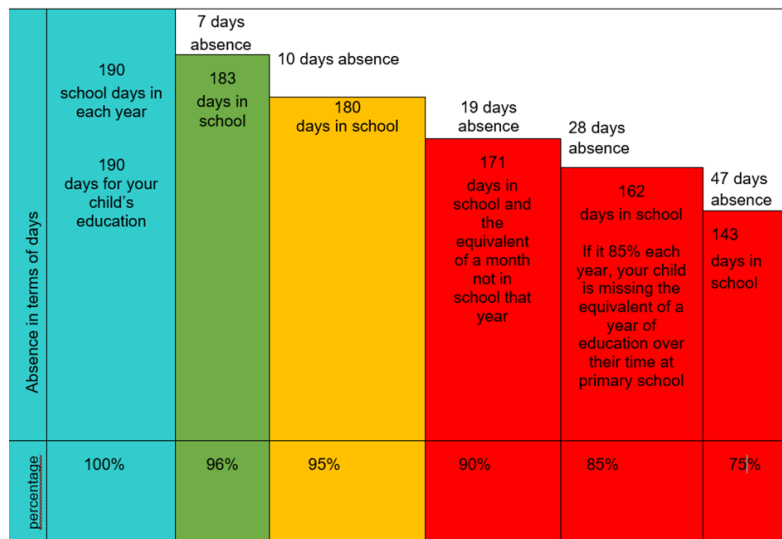 Absence in terms of days
190
school days in
each year
190
days for your
child's
education
7 days
absence
183
days in
school
10 days absence
180
days in school
19 days
absence
171
days in
school and
the
equivalent
of a month
not in
school that
year
28 days
absence
162
days in school
If it 85% each
year, your child
is missing the
equivalent of a
year of
education over
their time at
primary school
47 days
absence
143
days in
school
percentage
100%
96%
95%
90%
85%
75%